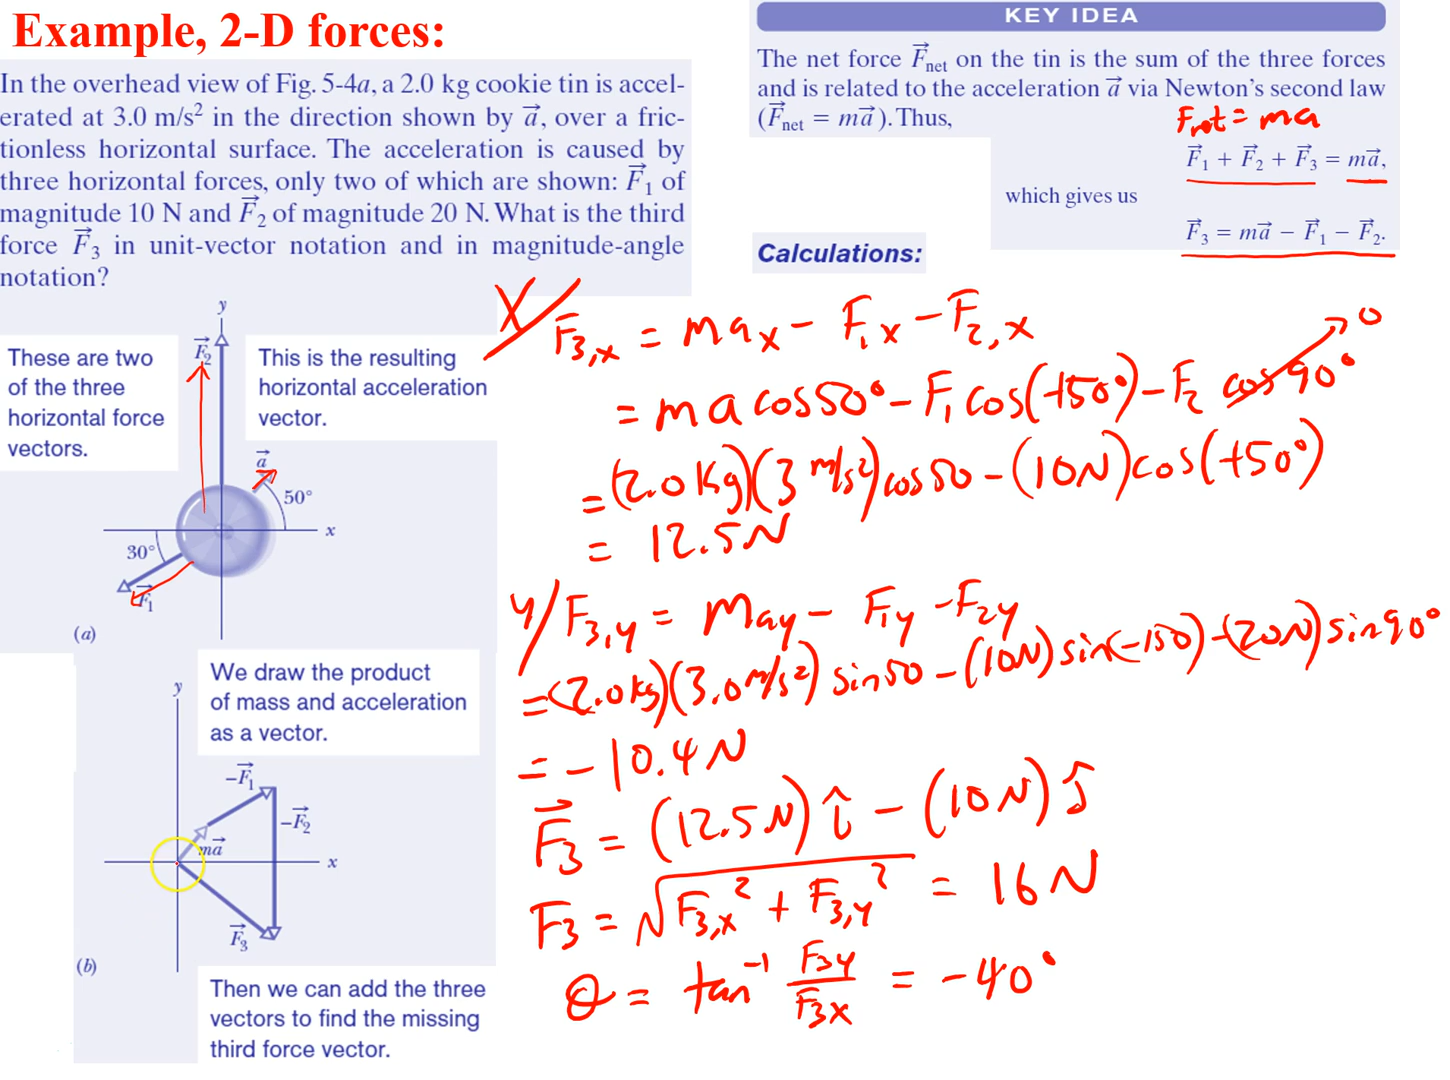 Example, 2-D forces:
In the overhead view of Fig. 5-4a, a 2.0 kg cookie tin is accel-
erated at 3.0 m/s² in the direction shown by a⃗, over a fric-
tionless horizontal surface. The acceleration is caused by
three horizontal forces, only two of which are shown: F⃗₁ of
magnitude 10 N and F⃗₂ of magnitude 20 N. What is the third
force F⃗₃ in unit-vector notation and in magnitude-angle
notation?
KEY IDEA
The net force F⃗net on the tin is the sum of the three forces
and is related to the acceleration a⃗ via Newton's second law
(F⃗net = ma⃗). Thus,
Fnet = ma
F⃗₁ + F⃗₂ + F⃗₃ = ma⃗,
which gives us
F⃗₃ = ma⃗ − F⃗₁ − F⃗₂.
Calculations:
These are two
of the three
horizontal force
vectors.
y
F⃗₂
This is the resulting
horizontal acceleration
vector.
a⃗
50°
x
30°
F⃗₁
(a)
We draw the product
of mass and acceleration
as a vector.
y
−F⃗₁
−F⃗₂
ma⃗
x
F⃗₃
(b)
Then we can add the three
vectors to find the missing
third force vector.
X/ F3,x = max − F1x − F2,x
= ma cos50° − F1 cos(-150°) − F2 cos90° → 0
= (2.0kg)(3 m/s²)cos50 − (10N)cos(-150°)
= 12.5N
y/ F3,y = may − F1y − F2y
= (2.0kg)(3.0m/s²) sin50 − (10N)sin(-150) − (20N)sin90°
= −10.4N
F⃗3 = (12.5N)î − (10N)ĵ
F3 = √F3,x² + F3,y² = 16N
θ = tan⁻¹ F3y/F3x = −40°